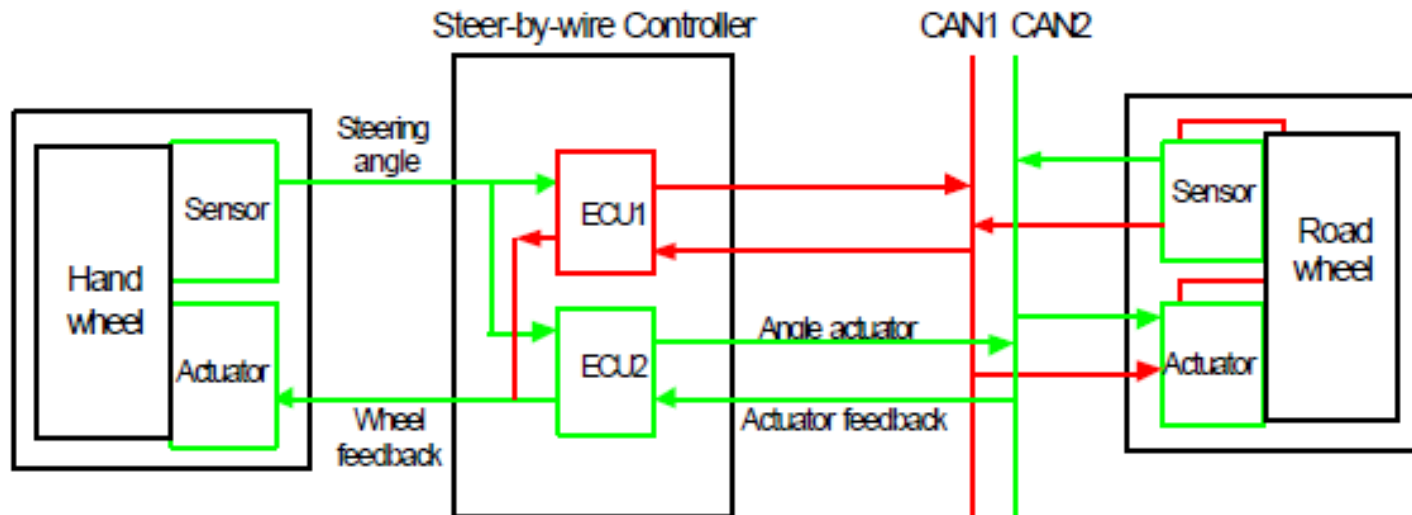 Steer-by-wire Controller
CAN1 CAN2
Steering
angle
Sensor
Hand
wheel
Actuator
ECU1
ECU2
Wheel
feedback
Angle actuator
Actuator feedback
Sensor
Road
wheel
Actuator